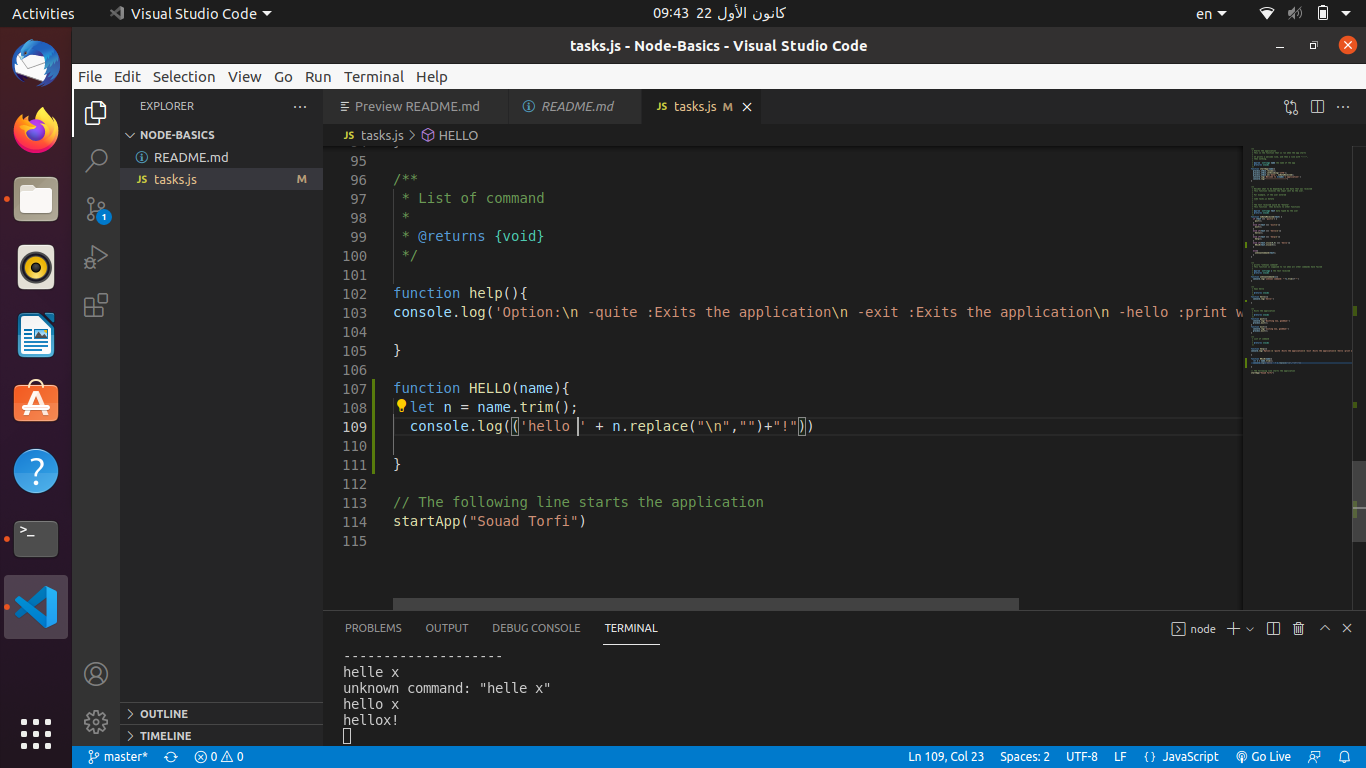 Activities Visual Studio Code 09:43 22 كانون الأول en
tasks.js - Node-Basics - Visual Studio Code
File Edit Selection View Go Run Terminal Help
EXPLORER
NODE-BASICS
README.md
tasks.js M
1
OUTLINE
TIMELINE
Preview README.md README.md JS tasks.js M
JS tasks.js > HELLO
95
96 /**
97 * List of command
98 *
99 * @returns {void}
100 */
101
102 function help(){
103 console.log('Option:\n -quite :Exits the application\n -exit :Exits the application\n -hello :print
104
105 }
106
107 function HELLO(name){
108 let n = name.trim();
109 console.log(('hello ' + n.replace("\n","")+"!"))
110
111 }
112
113 // The following line starts the application
114 startApp("Souad Torfi")
115
PROBLEMS OUTPUT DEBUG CONSOLE TERMINAL node
--------------------
helle x
unknown command: "helle x"
hello x
hellox!
master* 0 0 Ln 109, Col 23 Spaces: 2 UTF-8 LF {} JavaScript Go Live